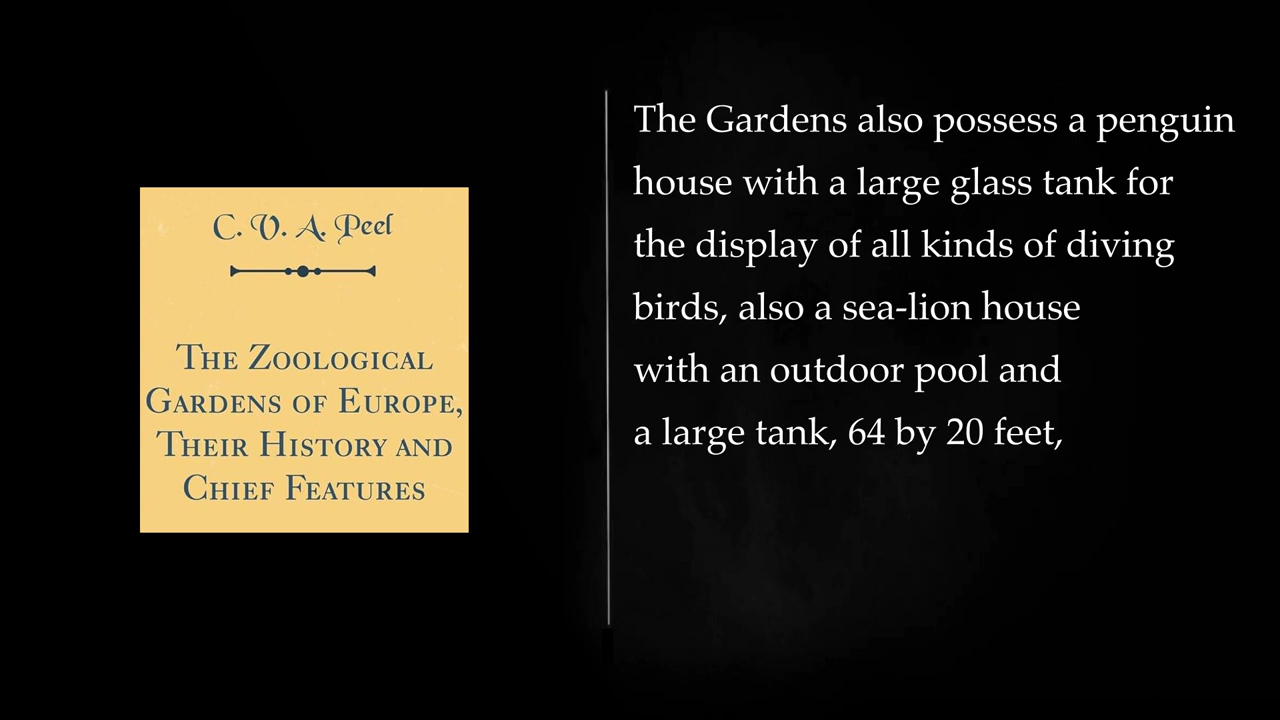 C. V. A. Peel
The Zoological
Gardens of Europe,
Their History and
Chief Features
The Gardens also possess a penguin
house with a large glass tank for
the display of all kinds of diving
birds, also a sea-lion house
with an outdoor pool and
a large tank, 64 by 20 feet,